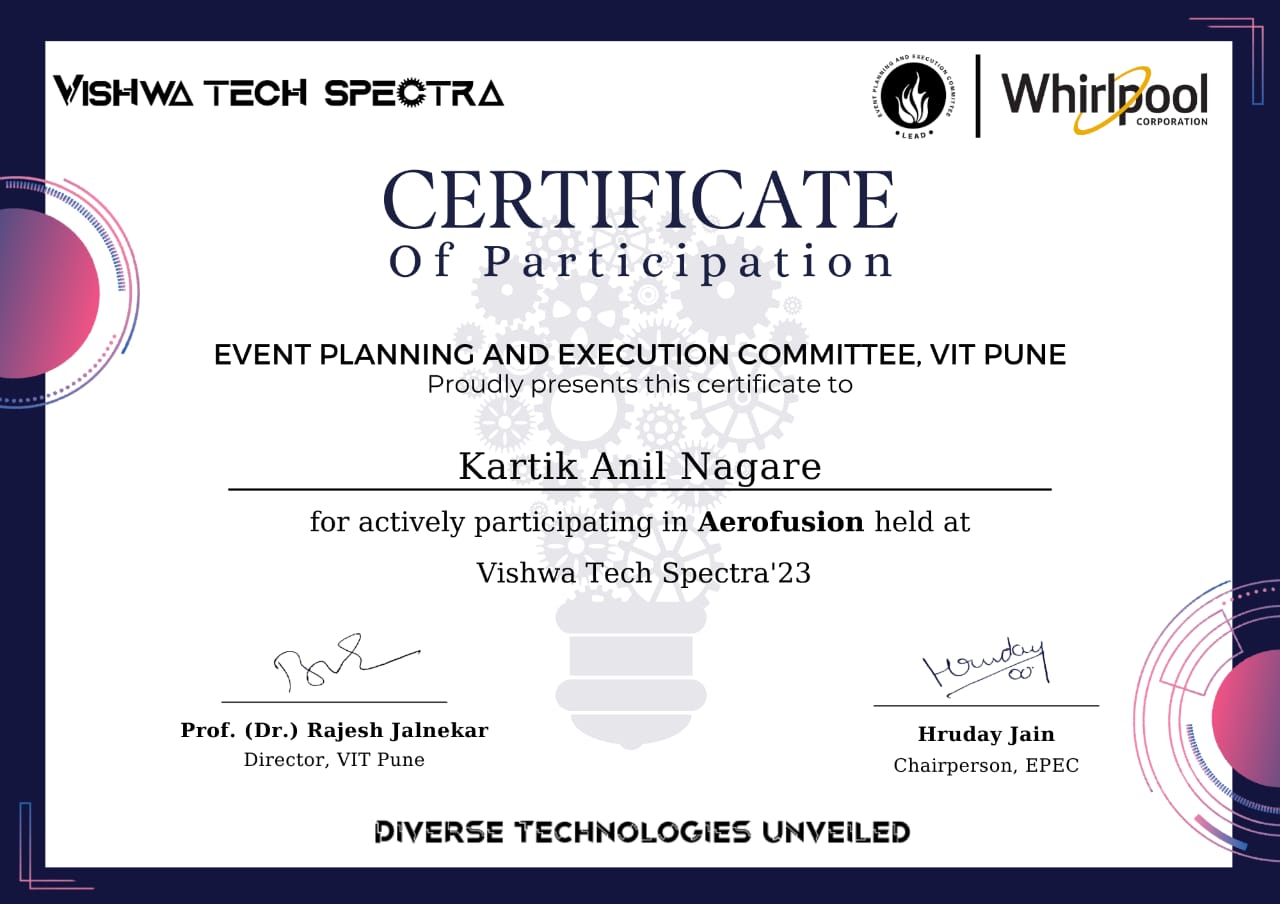 VISHWA TECH SPECTRA
EVENT PLANNING AND EXECUTION COMMITTEE
• LEAD •
Whirlpool
CORPORATION
CERTIFICATE
Of Participation
EVENT PLANNING AND EXECUTION COMMITTEE, VIT PUNE
Proudly presents this certificate to
Kartik Anil Nagare
for actively participating in Aerofusion held at
Vishwa Tech Spectra'23
Hruday
Prof. (Dr.) Rajesh Jalnekar
Director, VIT Pune
Hruday Jain
Chairperson, EPEC
DIVERSE TECHNOLOGIES UNVEILED